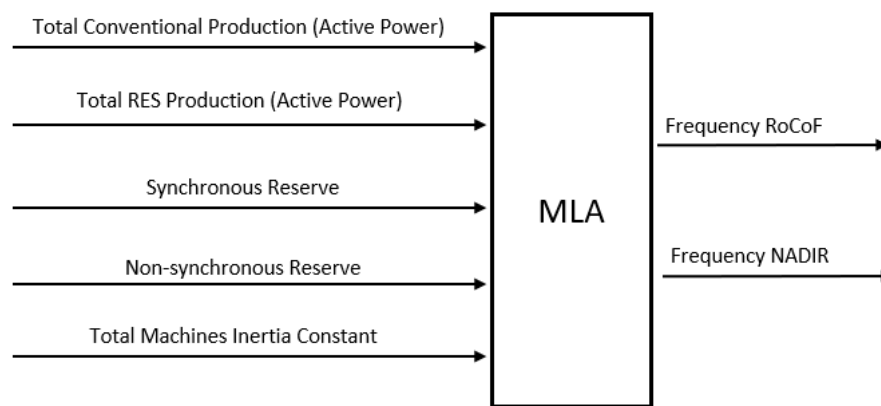 Total Conventional Production (Active Power)
Total RES Production (Active Power)
Synchronous Reserve
Non-synchronous Reserve
Total Machines Inertia Constant
MLA
Frequency RoCoF
Frequency NADIR